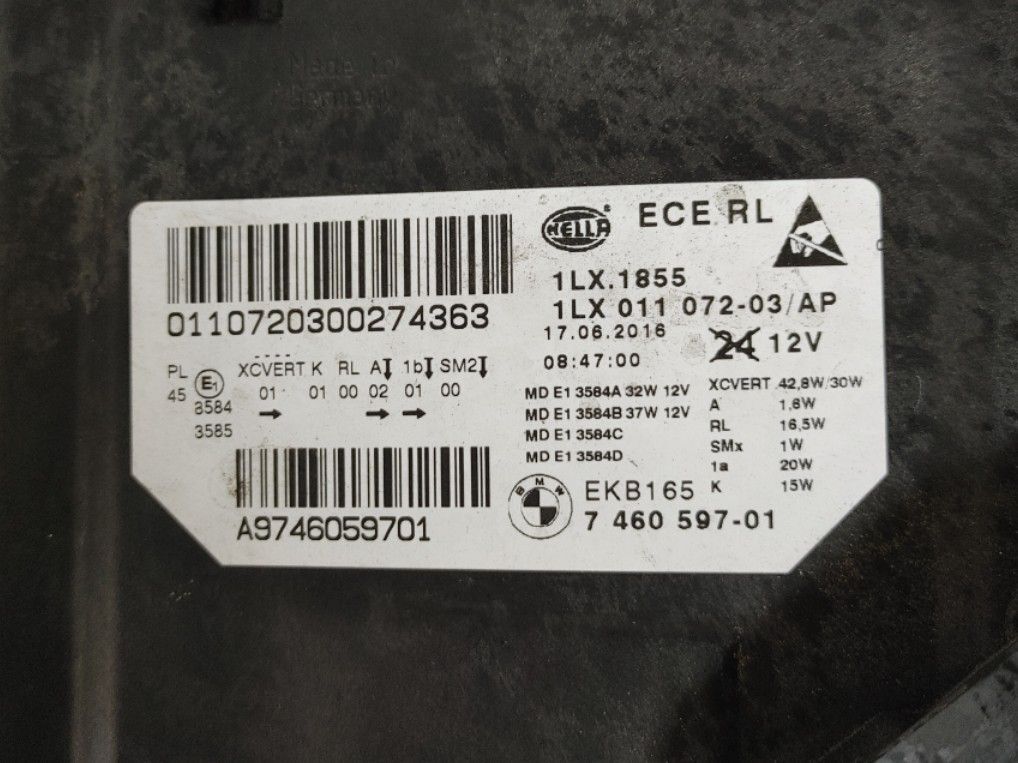 Made in
Germany
HELLA ® ECE RL
0110720300274363
1LX.1855
1LX 011 072-03/AP
17.06.2016
08:47:00
24 12V
PL XCVERT K RL A 1b SM2
45 E1 01 01 00 02 01 00
3584
3585
MD E1 3584A 32W 12V
MD E1 3584B 37W 12V
MD E1 3584C
MD E1 3584D
XCVERT 42,8W/30W
A 1,8W
RL 16,5W
SMx 1W
1a 20W
K 15W
A9746059701
BMW
EKB165
7 460 597-01